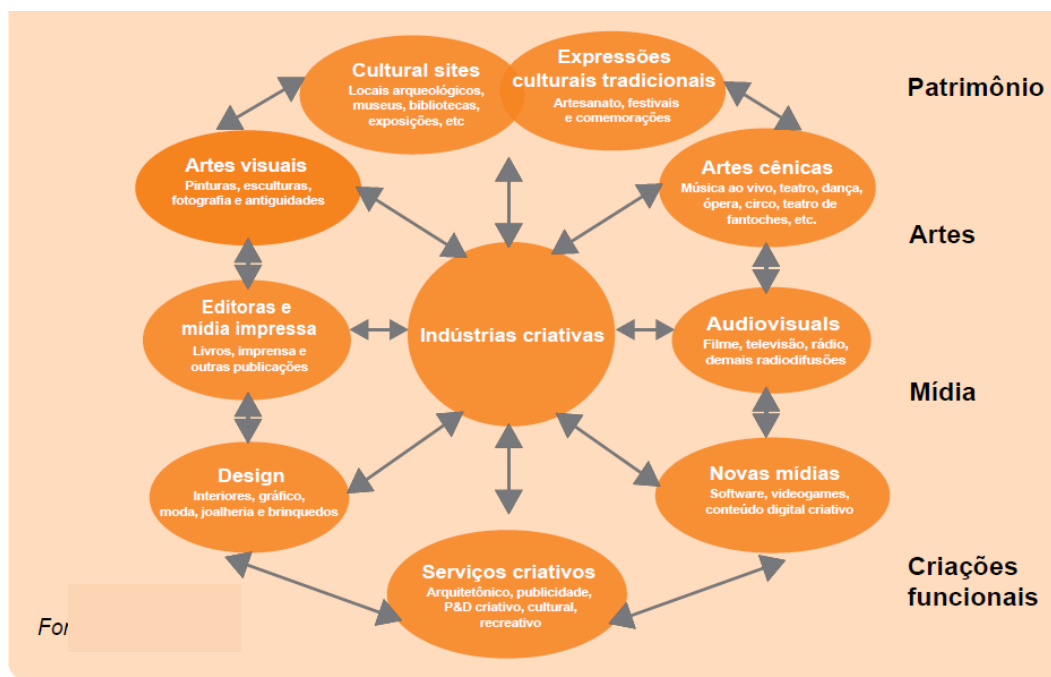 Cultural sites
Locais arqueológicos,
museus, bibliotecas,
exposições, etc
Expressões
culturais tradicionais
Artesanato, festivais
e comemorações
Patrimônio
Artes visuais
Pinturas, esculturas,
fotografia e antiguidades
Artes cênicas
Música ao vivo, teatro, dança,
ópera, circo, teatro de
fantoches, etc.
Artes
Editoras e
mídia impressa
Livros, imprensa e
outras publicações
Indústrias criativas
Audiovisuals
Filme, televisão, rádio,
demais radiodifusões
Mídia
Design
Interiores, gráfico,
moda, joalheria e brinquedos
Novas mídias
Software, videogames,
conteúdo digital criativo
Serviços criativos
Arquitetônico, publicidade,
P&D criativo, cultural,
recreativo
Criações
funcionais